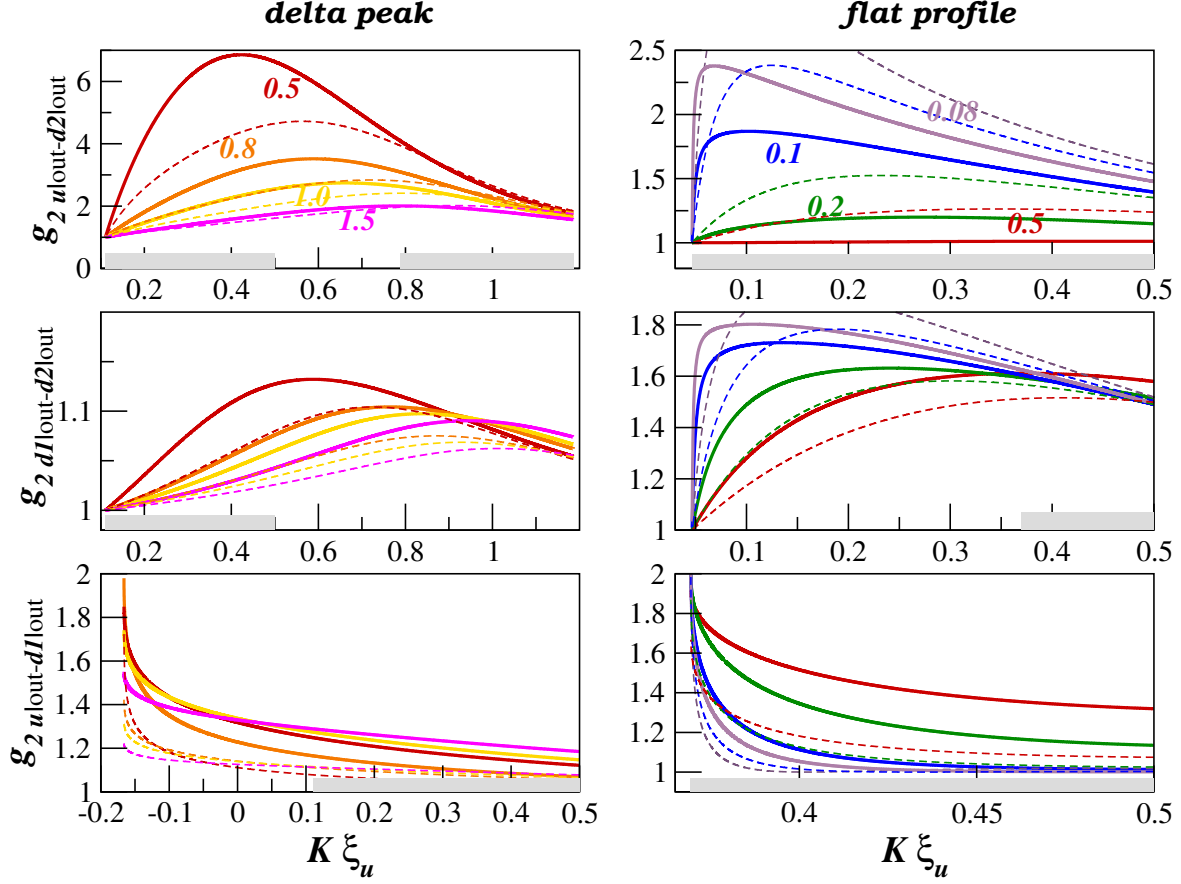 delta peak
flat profile
g2 u|out-d2|out
6
4
2
0
0.5
0.8
1.0
1.5
0.2 0.4 0.6 0.8 1
2.5
2
1.5
1
0.08
0.1
0.2
0.5
0.1 0.2 0.3 0.4 0.5
g2 d1|out-d2|out
1.1
1
0.2 0.4 0.6 0.8 1
1.8
1.6
1.4
1.2
1
0.1 0.2 0.3 0.4 0.5
g2 u|out-d1|out
2
1.8
1.6
1.4
1.2
1
-0.2 -0.1 0 0.1 0.2 0.3 0.4 0.5
K ξu
2
1.8
1.6
1.4
1.2
1
0.4 0.45 0.5
K ξu